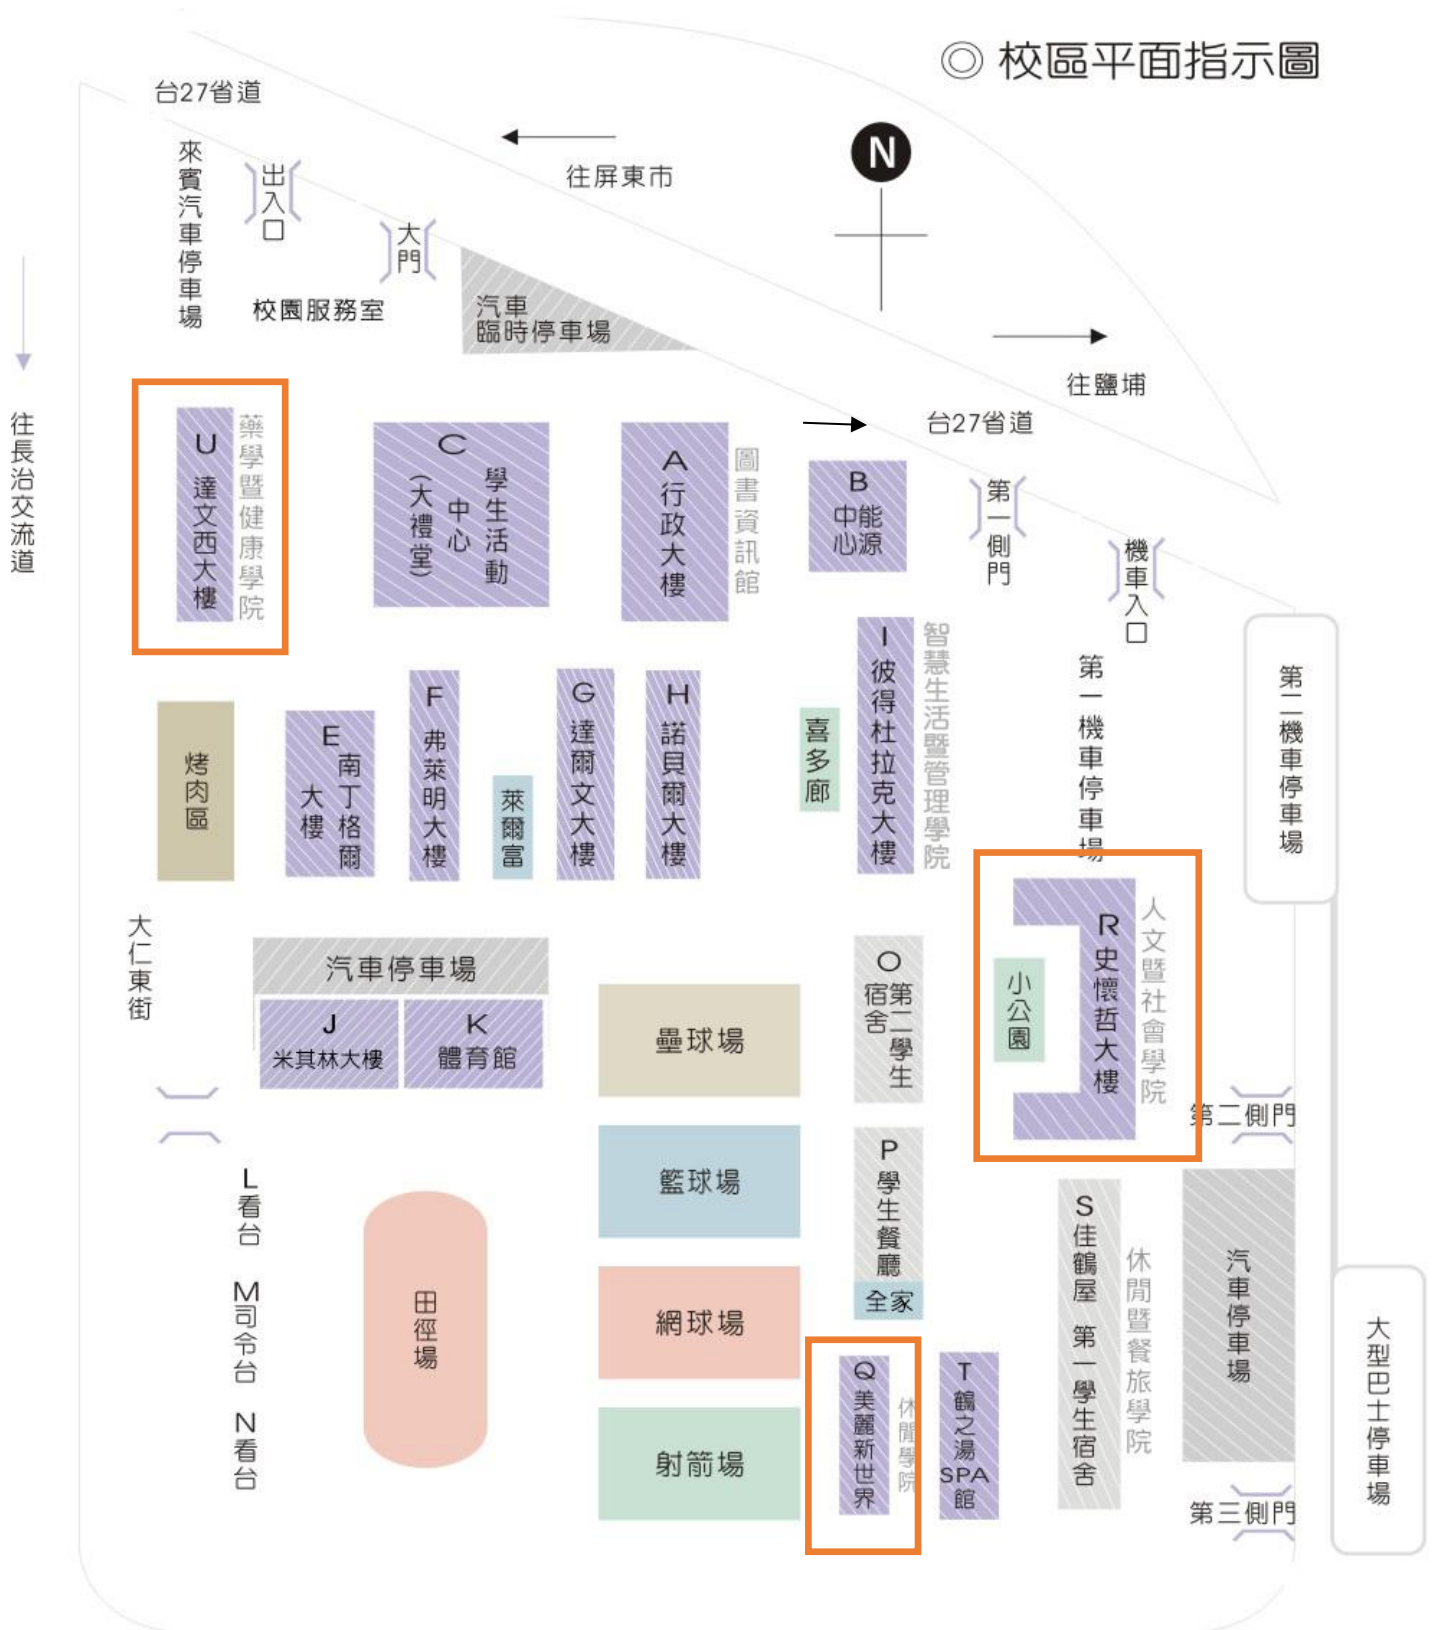 ◎ 校區平面指示圖
台27省道
往屏東市
N
來賓汽車停車場
出入口
大門
校園服務室
汽車
臨時停車場
往鹽埔
台27省道
往長治交流道
U 達文西大樓
藥學暨健康學院
C
學生活動
中心
(大禮堂)
A 行政大樓
圖書資訊館
B
中能
心源
第一側門
機車入口
第一機車停車場
第二機車停車場
烤肉區
E
南丁格爾
大樓
F 弗萊明大樓
萊爾富
G 達爾文大樓
H 諾貝爾大樓
喜多廊
I 彼得杜拉克大樓
智慧生活暨管理學院
大仁東街
汽車停車場
J
米其林大樓
K
體育館
壘球場
O
第二學生
宿舍
小公園
R 史懷哲大樓
人文暨社會學院
第二側門
籃球場
P 學生餐廳
全家
L看台
M司令台
N看台
田徑場
網球場
射箭場
Q 美麗新世界
休閒學院
T 鶴之湯
SPA
館
S 佳鶴屋 第一學生宿舍
休閒暨餐旅學院
汽車停車場
第三側門
大型巴士停車場